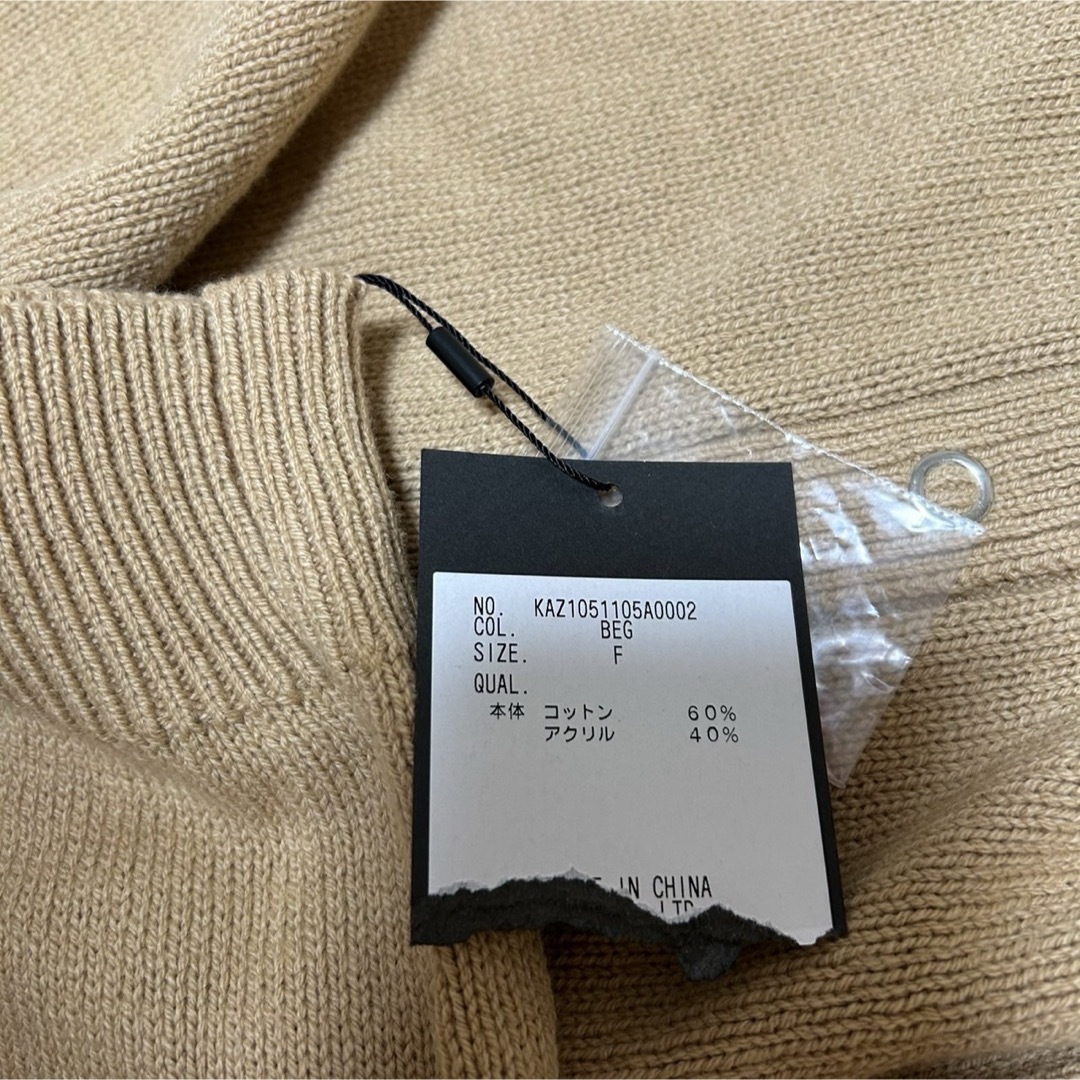 NO. KAZ1051105A0002
COL. BEG
SIZE. F
QUAL.
本体 コットン 60%
アクリル 40%
IN CHINA
LTD